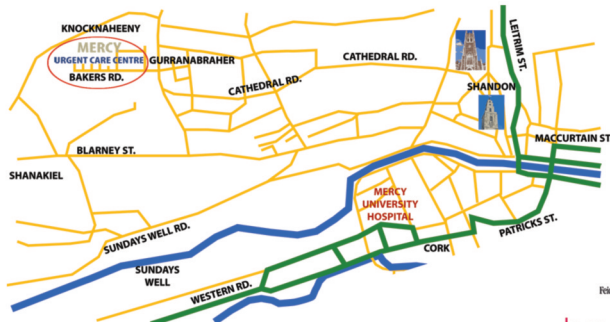 KNOCKNAHEENY
MERCY
URGENT CARE CENTRE
BAKERS RD.
GURRANABRAHER
CATHEDRAL RD.
CATHEDRAL RD.
LEITRIM ST.
SHANDON
MACCURTAIN ST
BLARNEY ST.
SHANAKIEL
MERCY
UNIVERSITY
HOSPITAL
SUNDAYS WELL RD.
PATRICKS ST.
CORK
SUNDAYS
WELL
WESTERN RD.